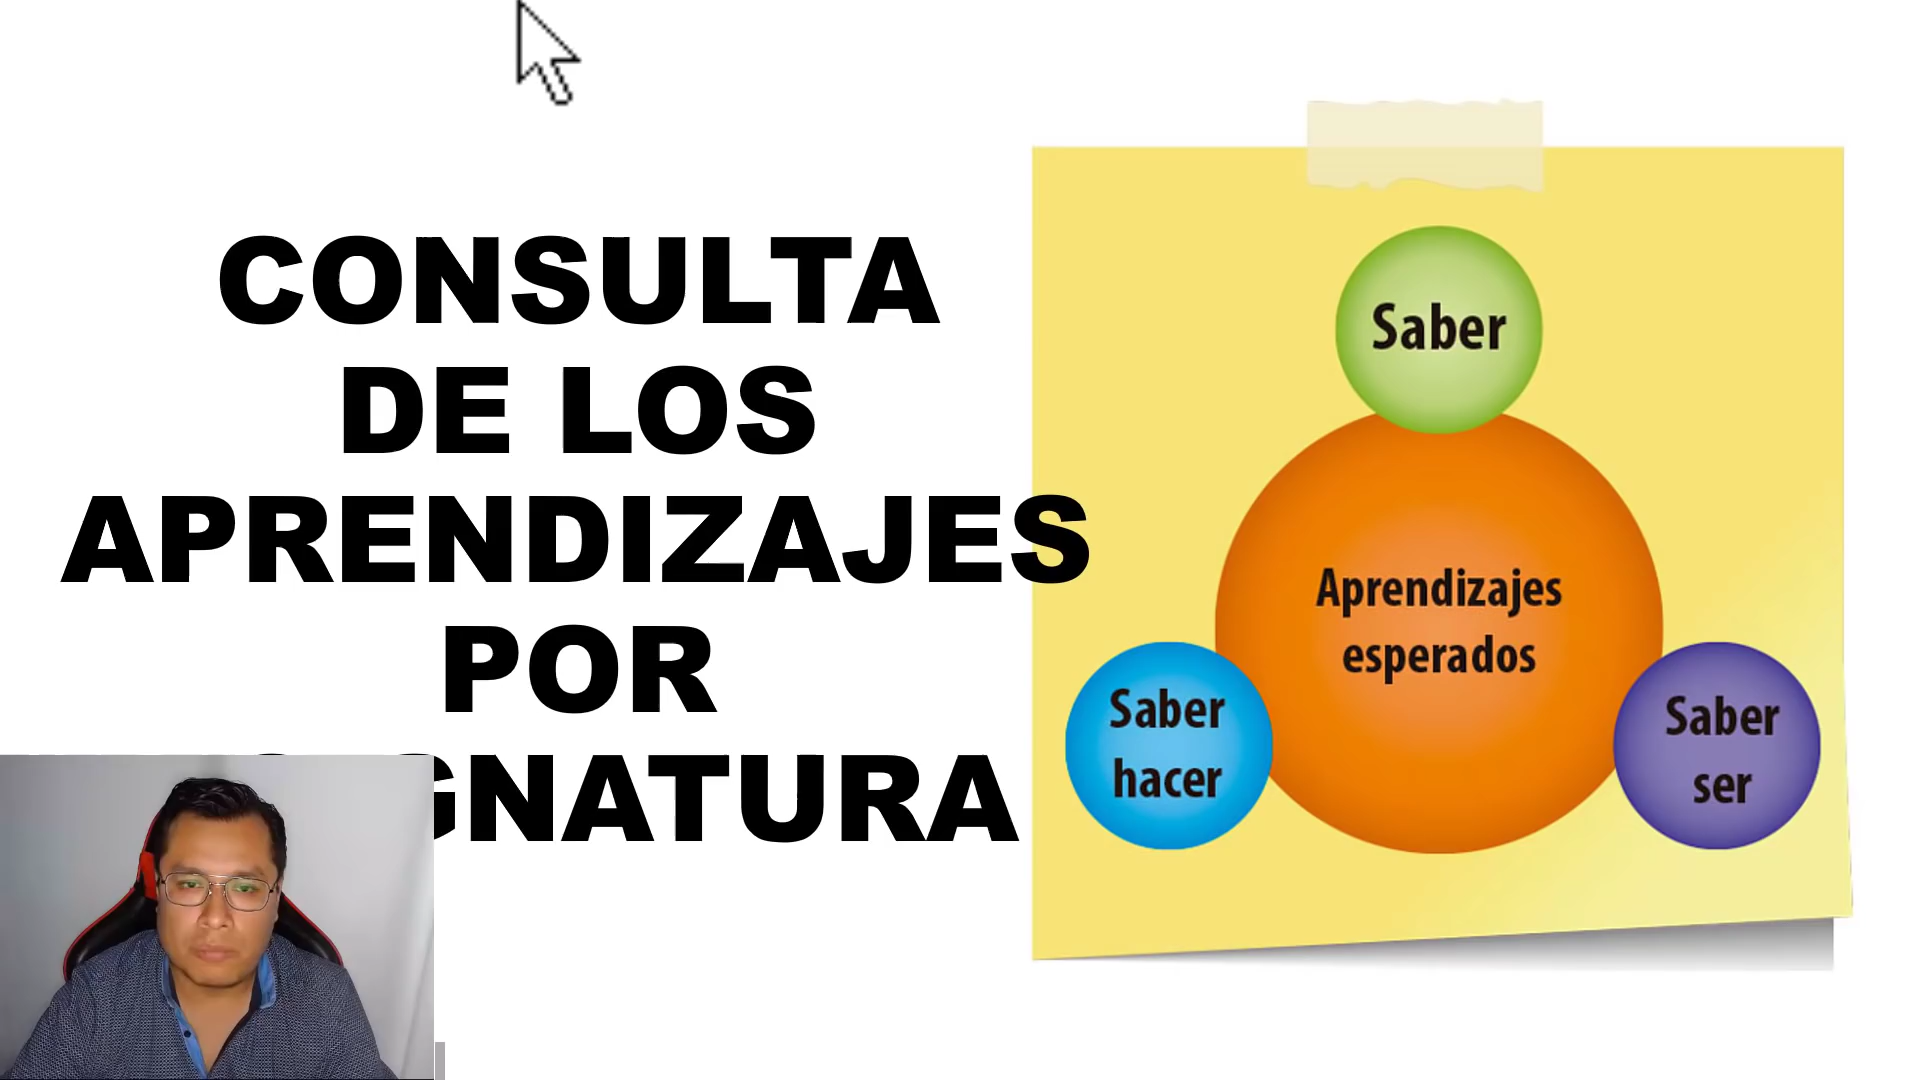 CONSULTA
DE LOS
APRENDIZAJES
POR
GNATURA
Saber
Aprendizajes
esperados
Saber
hacer
Saber
ser